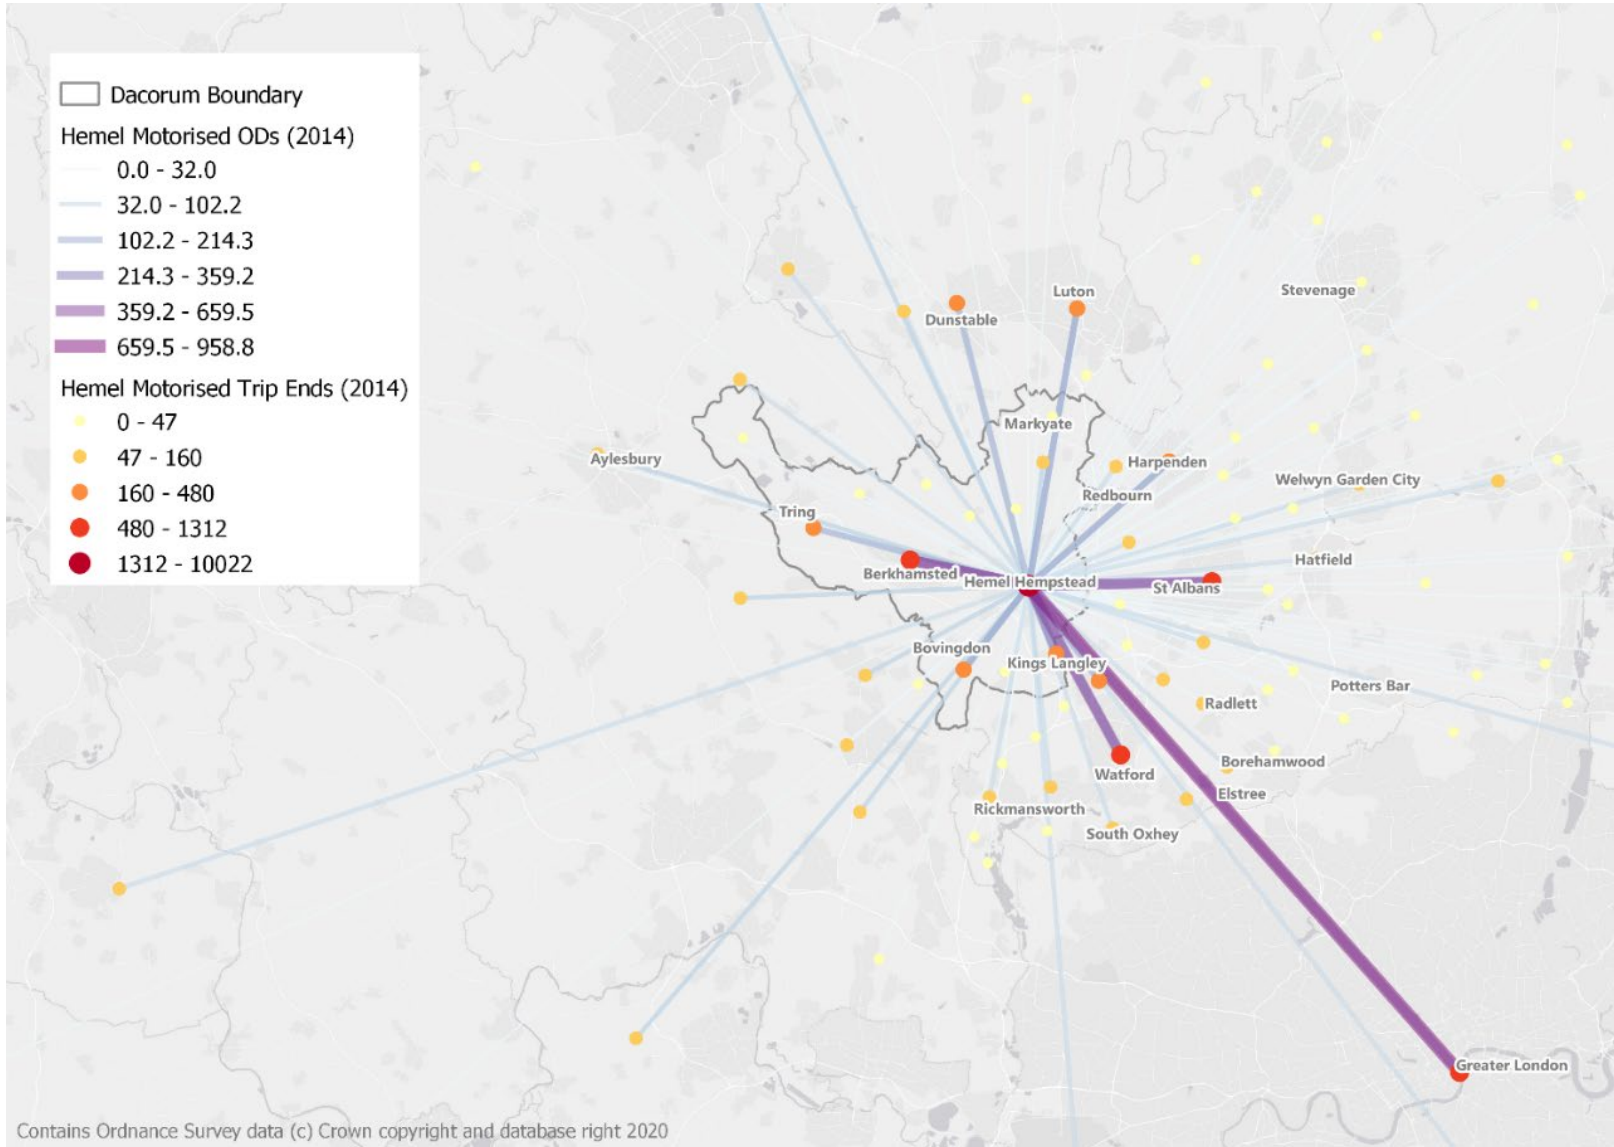 Dacorum Boundary
Hemel Motorised ODs (2014)
0.0 - 32.0
32.0 - 102.2
102.2 - 214.3
214.3 - 359.2
359.2 - 659.5
659.5 - 958.8
Hemel Motorised Trip Ends (2014)
0 - 47
47 - 160
160 - 480
480 - 1312
1312 - 10022
Luton
Stevenage
Dunstable
Markyate
Aylesbury
Harpenden
Welwyn Garden City
Redbourn
Tring
Hatfield
Berkhamsted
Hemel Hempstead
St Albans
Bovingdon
Kings Langley
Potters Bar
Radlett
Borehamwood
Watford
Elstree
Rickmansworth
South Oxhey
Greater London
Contains Ordnance Survey data (c) Crown copyright and database right 2020